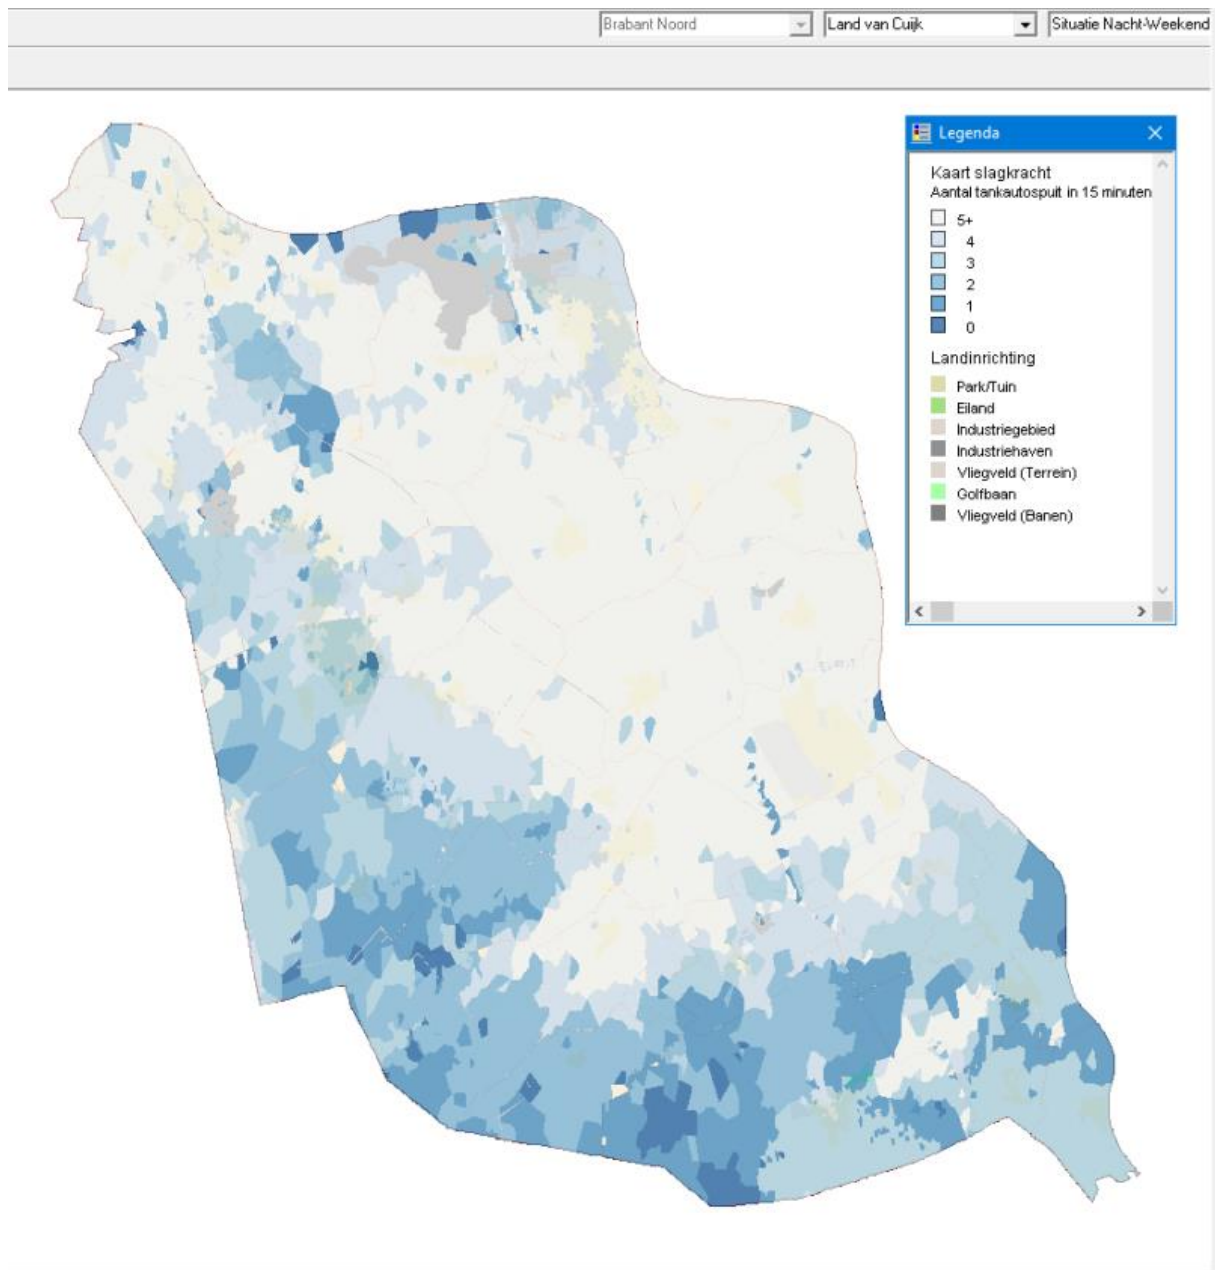 Brabant Noord
Land van Cuijk
Situatie Nacht-Weekend
Legenda
Kaart slagkracht
Aantal tankautospuit in 15 minuten
5+
4
3
2
1
0
Landinrichting
Park/Tuin
Eiland
Industriegebied
Industriehaven
Vliegveld (Terrein)
Golfbaan
Vliegveld (Banen)